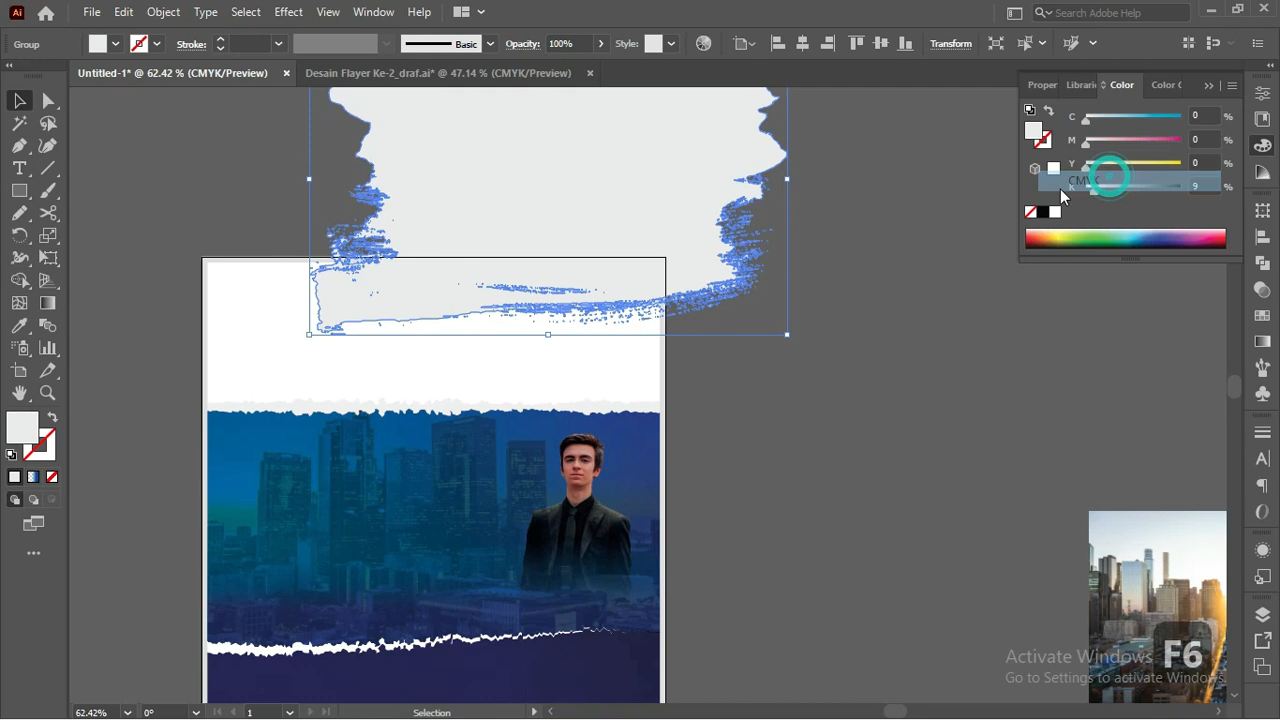 Ai File Edit Object Type Select Effect View Window Help Search Adobe Help
Group Stroke: Basic Opacity: 100% Style: Transform
Untitled-1* @ 62.42 % (CMYK/Preview) × Desain Flayer Ke-2_draf.ai* @ 47.14 % (CMYK/Preview) ×
Proper Librari Color Color G
C 0 %
M 0 %
Y 0 %
CMYK
K 9 %
Activate Windows
Go to Settings to activate Windows.
F6
62.42% 0° 1 Selection